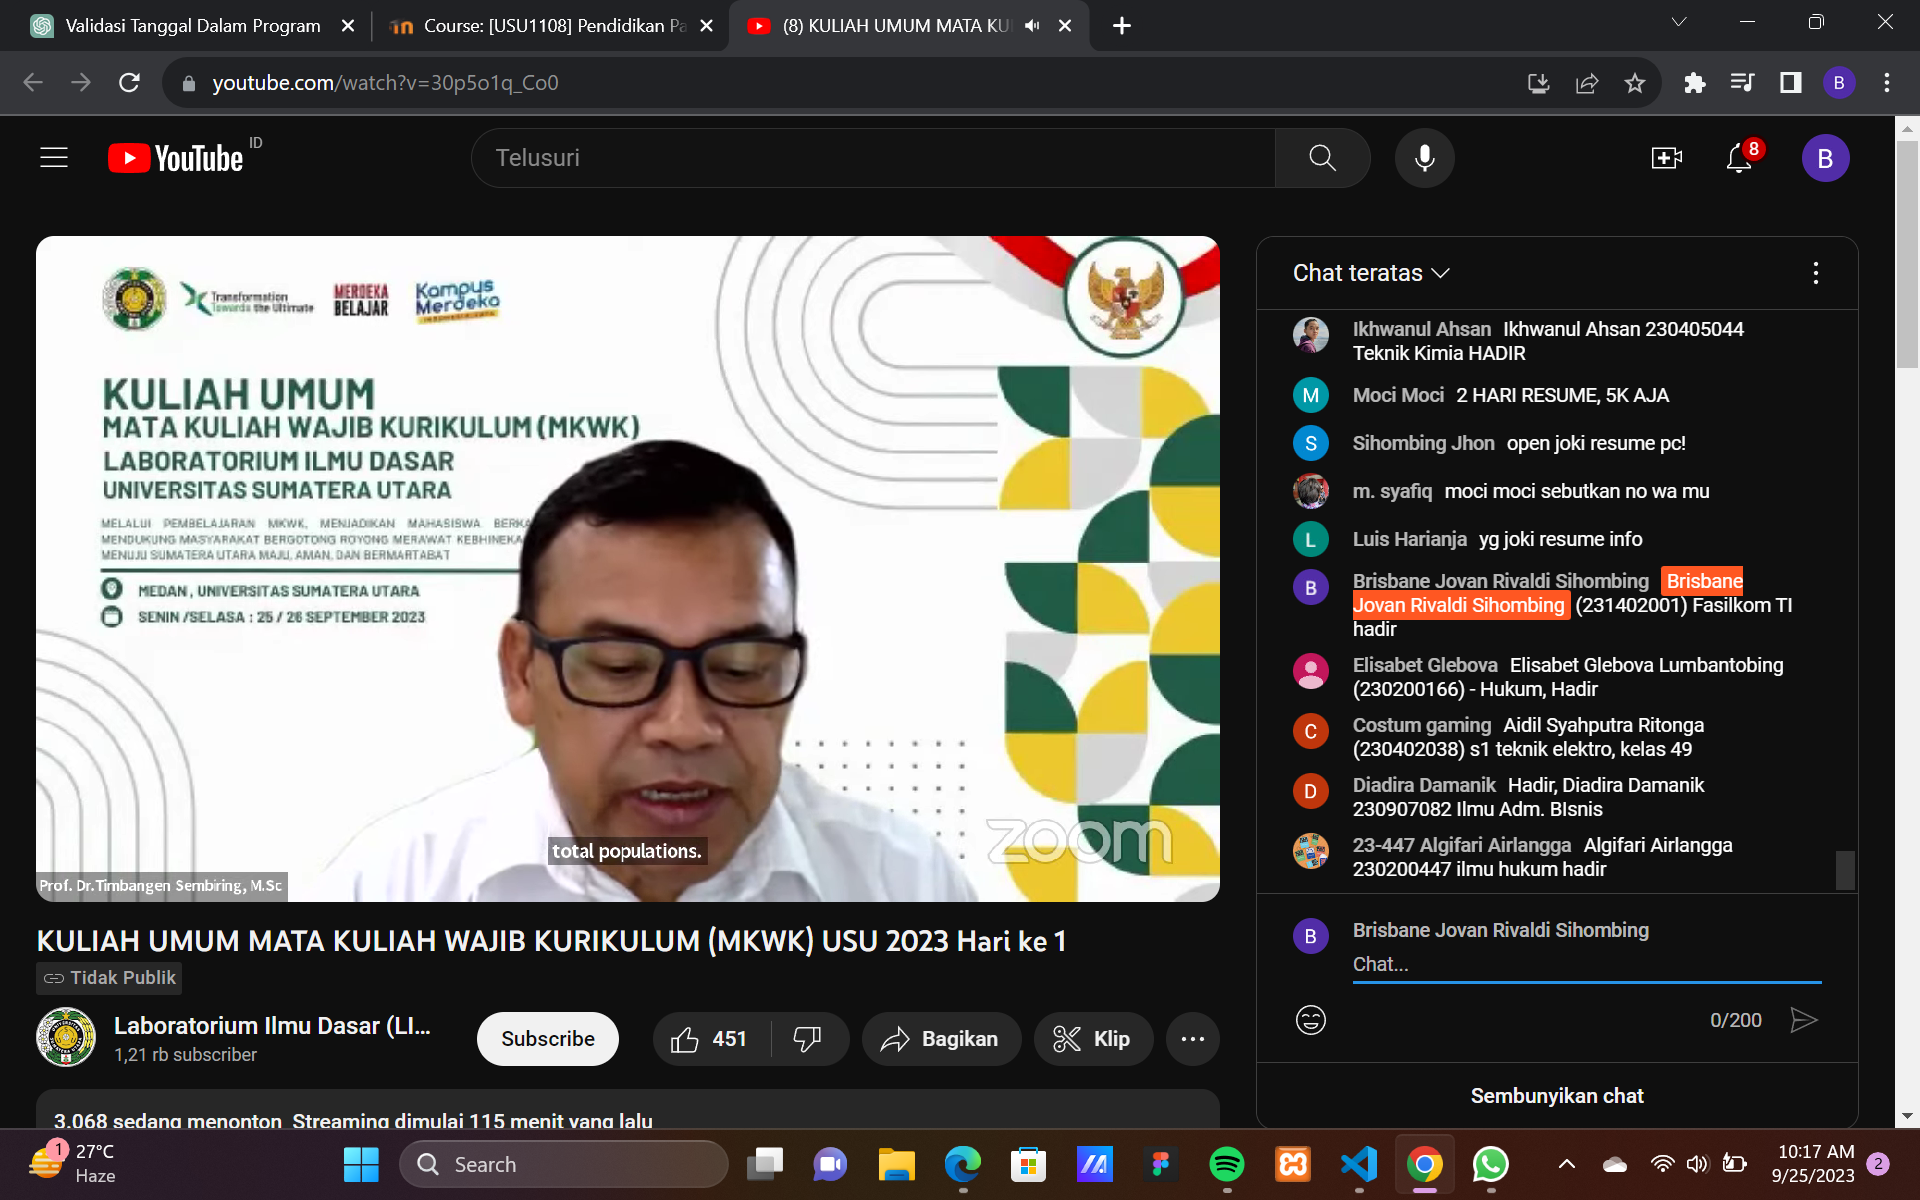 Validasi Tanggal Dalam Program
Course: [USU1108] Pendidikan Pa
(8) KULIAH UMUM MATA KU
youtube.com/watch?v=30p5o1q_Co0
B
YouTube ID
Telusuri
8
B
Transformation
Towards the Ultimate
MERDEKA
BELAJAR
Kampus
Merdeka
INDONESIA JAYA
KULIAH UMUM
MATA KULIAH WAJIB KURIKULUM (MKWK)
LABORATORIUM ILMU DASAR
UNIVERSITAS SUMATERA UTARA
MELALUI PEMBELAJARAN MKWK, MENJADIKAN MAHASISWA BERKA
MENDUKUNG MASYARAKAT BERGOTONG ROYONG MERAWAT KEBHINEKA
MENUJU SUMATERA UTARA MAJU, AMAN, DAN BERMARTABAT
MEDAN, UNIVERSITAS SUMATERA UTARA
SENIN /SELASA : 25 / 26 SEPTEMBER 2023
total populations.
zoom
Prof. Dr.Timbangen Sembiring, M.Sc
KULIAH UMUM MATA KULIAH WAJIB KURIKULUM (MKWK) USU 2023 Hari ke 1
Tidak Publik
Laboratorium Ilmu Dasar (LI...
1,21 rb subscriber
Subscribe
451
Bagikan
Klip
3.068 sedang menonton Streaming dimulai 115 menit yang lalu
Chat teratas
Ikhwanul Ahsan Ikhwanul Ahsan 230405044
Teknik Kimia HADIR
M Moci Moci 2 HARI RESUME, 5K AJA
S Sihombing Jhon open joki resume pc!
m. syafiq moci moci sebutkan no wa mu
L Luis Harianja yg joki resume info
B Brisbane Jovan Rivaldi Sihombing Brisbane
Jovan Rivaldi Sihombing (231402001) Fasilkom TI
hadir
Elisabet Glebova Elisabet Glebova Lumbantobing
(230200166) - Hukum, Hadir
C Costum gaming Aidil Syahputra Ritonga
(230402038) s1 teknik elektro, kelas 49
D Diadira Damanik Hadir, Diadira Damanik
230907082 Ilmu Adm. BIsnis
23-447 Algifari Airlangga Algifari Airlangga
230200447 ilmu hukum hadir
B Brisbane Jovan Rivaldi Sihombing
Chat...
0/200
Sembunyikan chat
1 27°C
Haze
Search
10:17 AM
9/25/2023
2